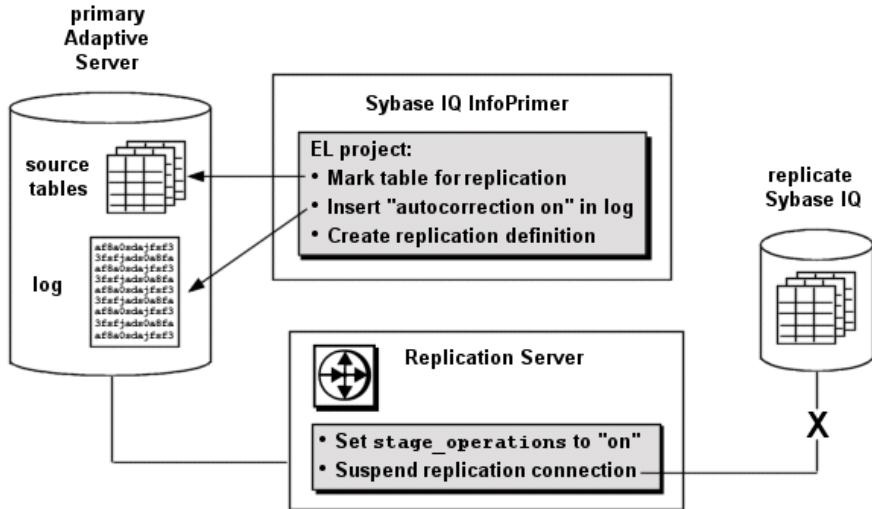 primary
Adaptive
Server
Sybase IQ InfoPrimer
EL project:
• Mark table for replication
• Insert "autocorrection on" in log
• Create replication definition
source
tables
log
af8a0sdajfsf3
3fsfjads0a8fa
af8a0sdajfsf3
3fsfjads0a8fa
af8a0sdajfsf3
3fsfjads0a8fa
af8a0sdajfsf3
3fsfjads0a8fa
af8a0sdajfsf3
replicate
Sybase IQ
Replication Server
• Set stage_operations to "on"
• Suspend replication connection
X